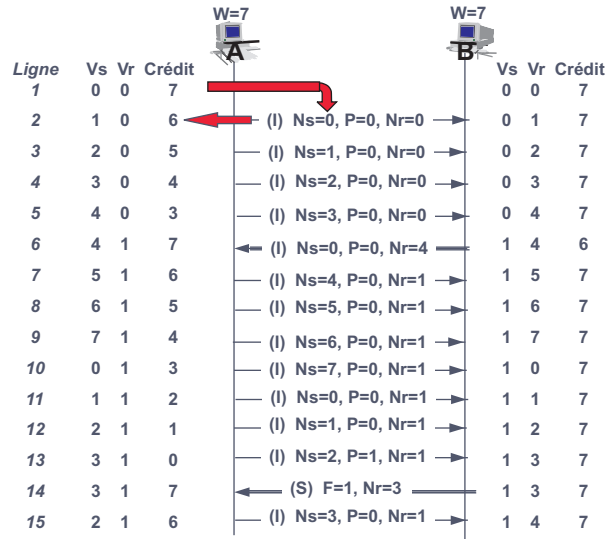 W=7 W=7
A B
Ligne Vs Vr Crédit Vs Vr Crédit
1 0 0 7 0 0 7
2 1 0 6 (I) Ns=0, P=0, Nr=0 0 1 7
3 2 0 5 (I) Ns=1, P=0, Nr=0 0 2 7
4 3 0 4 (I) Ns=2, P=0, Nr=0 0 3 7
5 4 0 3 (I) Ns=3, P=0, Nr=0 0 4 7
6 4 1 7 (I) Ns=0, P=0, Nr=4 1 4 6
7 5 1 6 (I) Ns=4, P=0, Nr=1 1 5 7
8 6 1 5 (I) Ns=5, P=0, Nr=1 1 6 7
9 7 1 4 (I) Ns=6, P=0, Nr=1 1 7 7
10 0 1 3 (I) Ns=7, P=0, Nr=1 1 0 7
11 1 1 2 (I) Ns=0, P=0, Nr=1 1 1 7
12 2 1 1 (I) Ns=1, P=0, Nr=1 1 2 7
13 3 1 0 (I) Ns=2, P=1, Nr=1 1 3 7
14 3 1 7 (S) F=1, Nr=3 1 3 7
15 2 1 6 (I) Ns=3, P=0, Nr=1 1 4 7